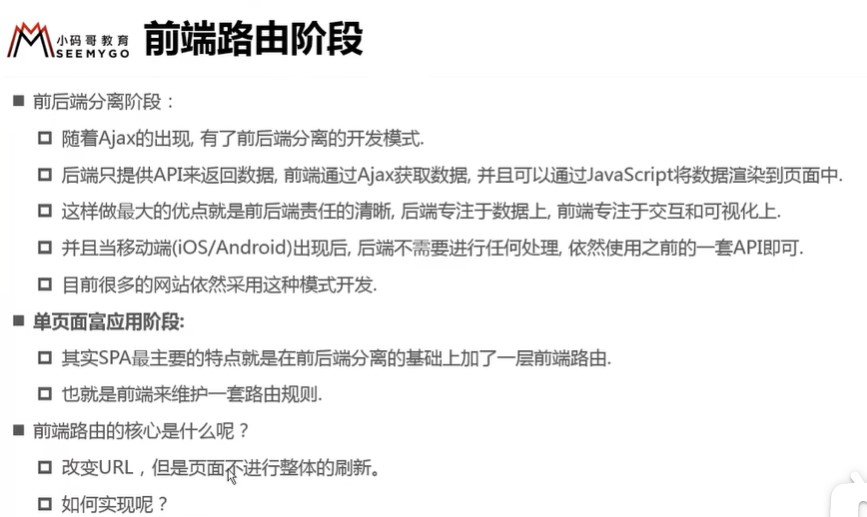 小码哥教育
SEEMYGO
前端路由阶段
前后端分离阶段：
随着Ajax的出现, 有了前后端分离的开发模式.
后端只提供API来返回数据, 前端通过Ajax获取数据, 并且可以通过JavaScript将数据渲染到页面中.
这样做最大的优点就是前后端责任的清晰, 后端专注于数据上, 前端专注于交互和可视化上.
并且当移动端(iOS/Android)出现后, 后端不需要进行任何处理, 依然使用之前的一套API即可.
目前很多的网站依然采用这种模式开发.
单页面富应用阶段:
其实SPA最主要的特点就是在前后端分离的基础上加了一层前端路由.
也就是前端来维护一套路由规则.
前端路由的核心是什么呢？
改变URL，但是页面不进行整体的刷新。
如何实现呢？